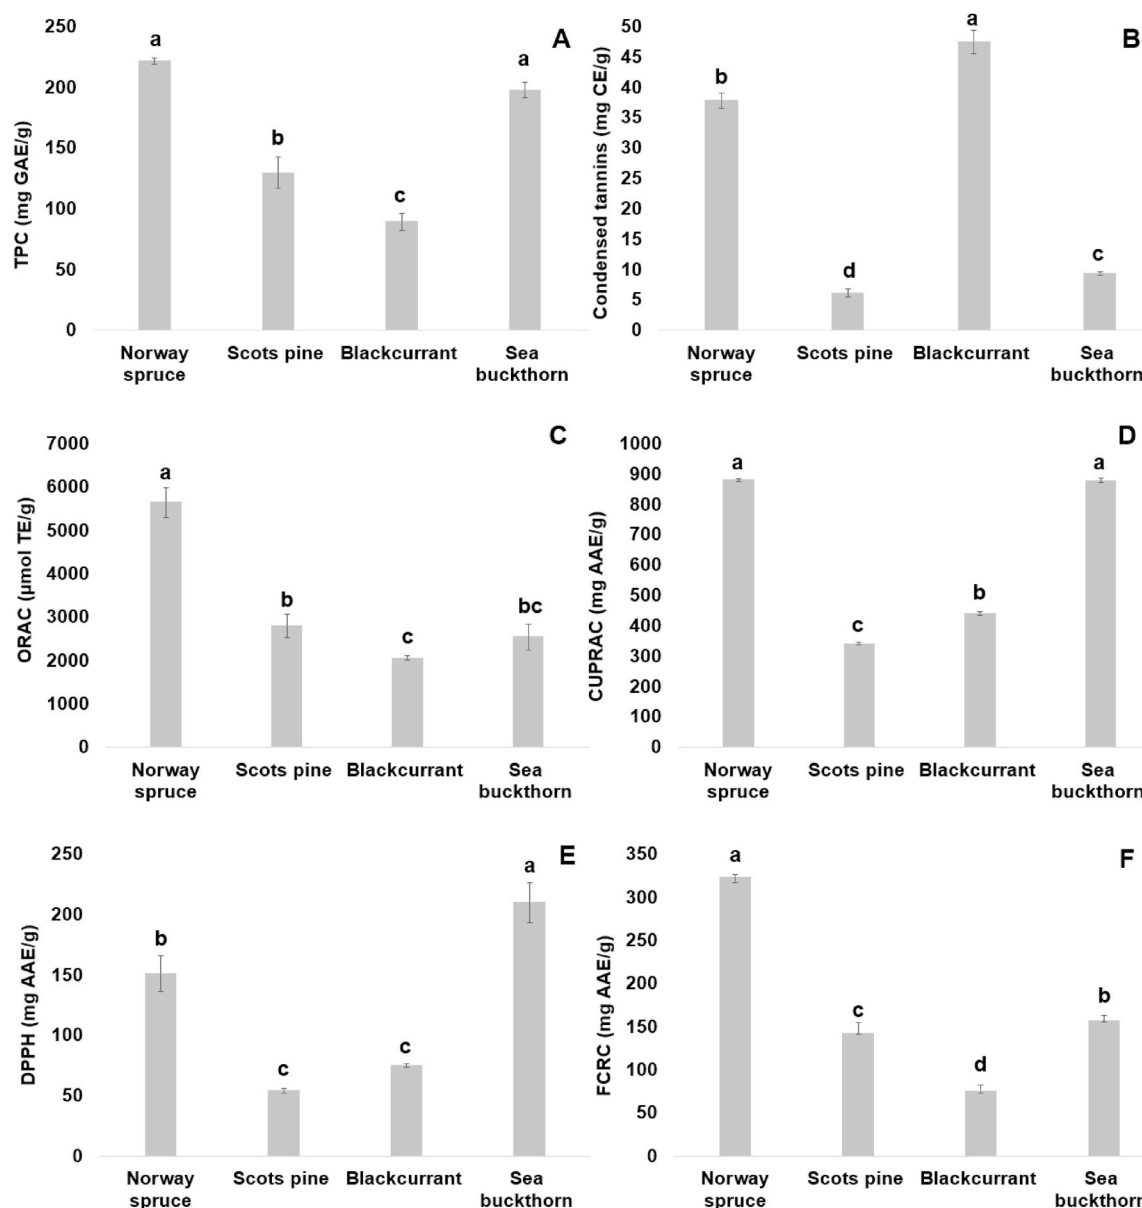 A
TPC (mg GAE/g)
250
200
150
100
50
0
a
b
c
a
Norway
spruce
Scots pine
Blackcurrant
Sea
buckthorn
B
Condensed tannins (mg CE/g)
50
45
40
35
30
25
20
15
10
5
0
b
d
a
c
Norway
spruce
Scots pine
Blackcurrant
Sea
buckthorn
C
ORAC (µmol TE/g)
7000
6000
5000
4000
3000
2000
1000
0
a
b
c
bc
Norway
spruce
Scots pine
Blackcurrant
Sea
buckthorn
D
CUPRAC (mg AAE/g)
1000
900
800
700
600
500
400
300
200
100
0
a
c
b
a
Norway
spruce
Scots pine
Blackcurrant
Sea
buckthorn
E
DPPH (mg AAE/g)
250
200
150
100
50
0
b
c
c
a
Norway
spruce
Scots pine
Blackcurrant
Sea
buckthorn
F
FCRC (mg AAE/g)
350
300
250
200
150
100
50
0
a
c
d
b
Norway
spruce
Scots pine
Blackcurrant
Sea
buckthorn